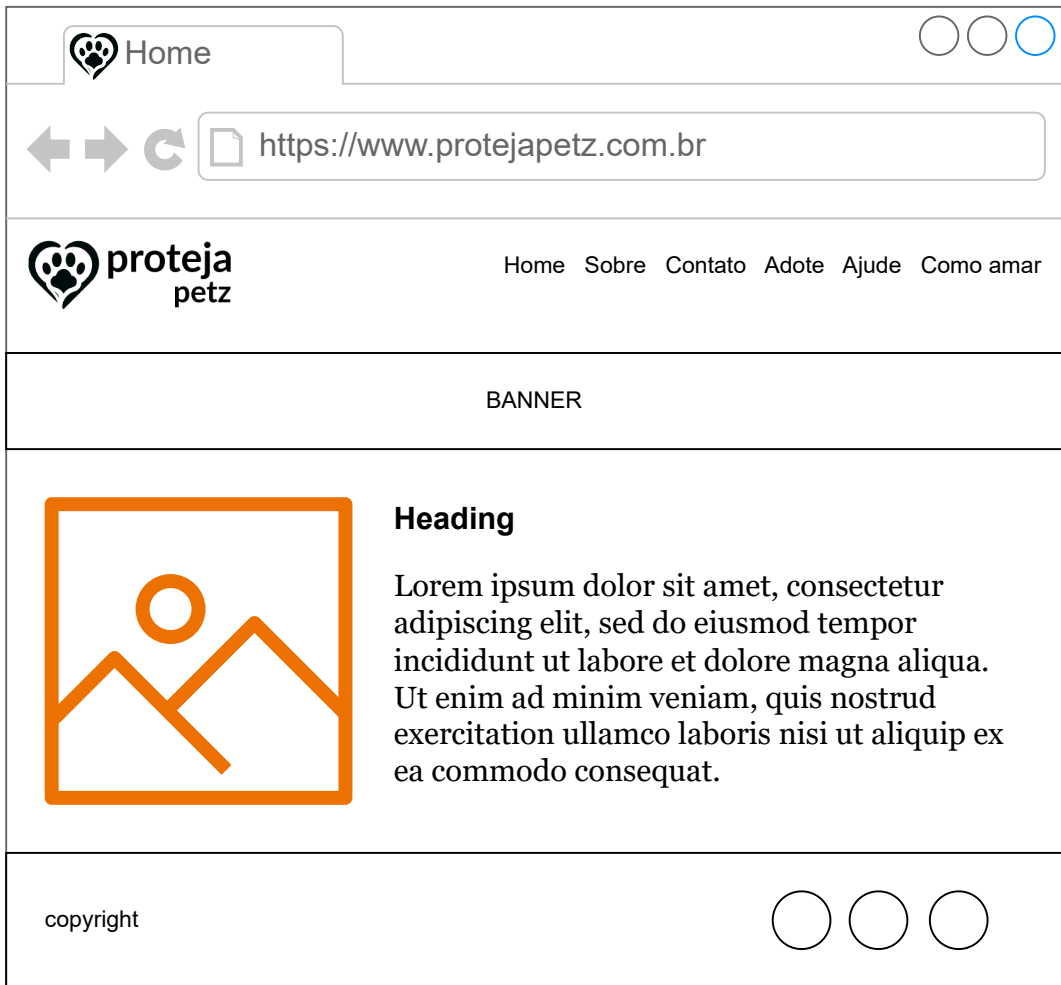 Home
https://www.protejapetz.com.br
proteja
petz
Home Sobre Contato Adote Ajude Como amar
BANNER
Heading
Lorem ipsum dolor sit amet, consectetur
adipiscing elit, sed do eiusmod tempor
incididunt ut labore et dolore magna aliqua.
Ut enim ad minim veniam, quis nostrud
exercitation ullamco laboris nisi ut aliquip ex
ea commodo consequat.
copyright